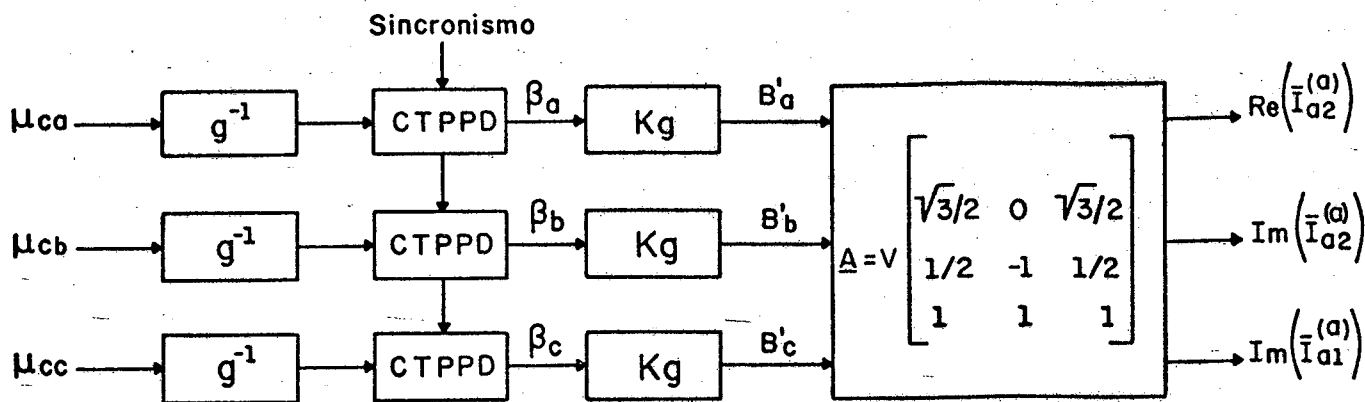 Sincronismo
μca g⁻¹ CTPPD βa Kg B'a Re(Ī(a)a2)
μcb g⁻¹ CTPPD βb Kg B'b Im(Ī(a)a2)
μcc g⁻¹ CTPPD βc Kg B'c Im(Ī(a)a1)
A = V
√3/2 0 √3/2
1/2 -1 1/2
1 1 1